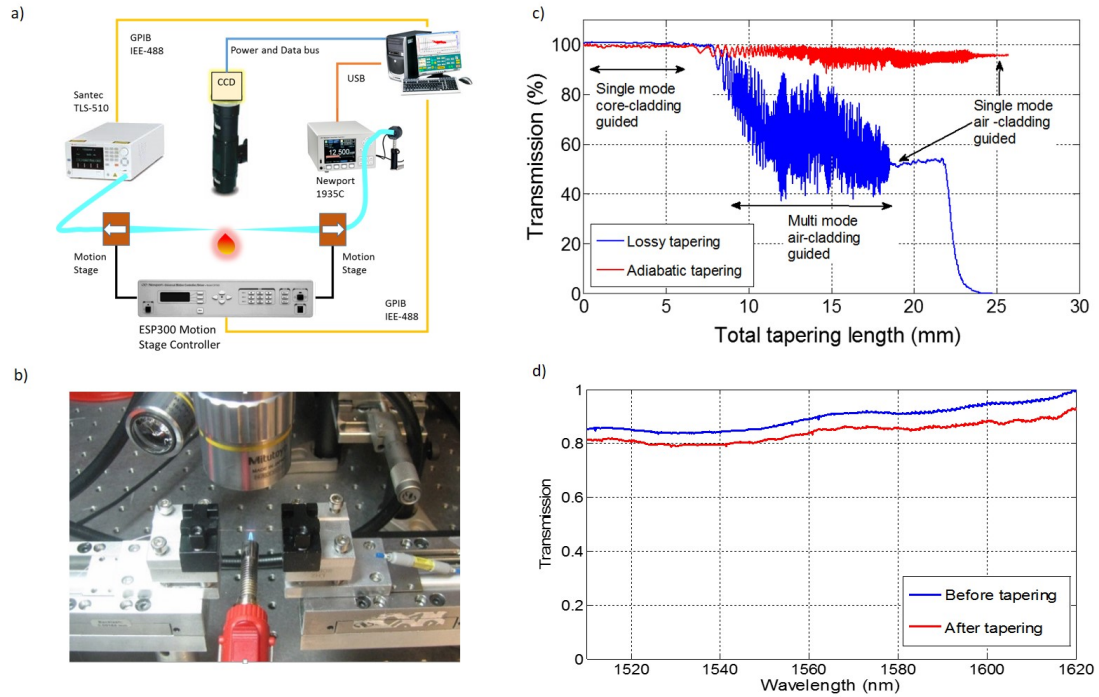 a)
GPIB
IEE-488
Power and Data bus
CCD
USB
Santec
TLS-510
12.500
Newport
1935C
Motion
Stage
Motion
Stage
ESP300 Motion
Stage Controller
GPIB
IEE-488
b)
Mitutoyo
c)
Transmission (%)
100
80
60
40
20
0
0
5
10
15
20
25
30
Total tapering length (mm)
Single mode
core-cladding
guided
Single mode
air -cladding
guided
Multi mode
air-cladding
guided
Lossy tapering
Adiabatic tapering
d)
Transmission
1
0.8
0.6
0.4
0.2
1
1520
1540
1560
1580
1600
1620
Wavelength (nm)
Before tapering
After tapering